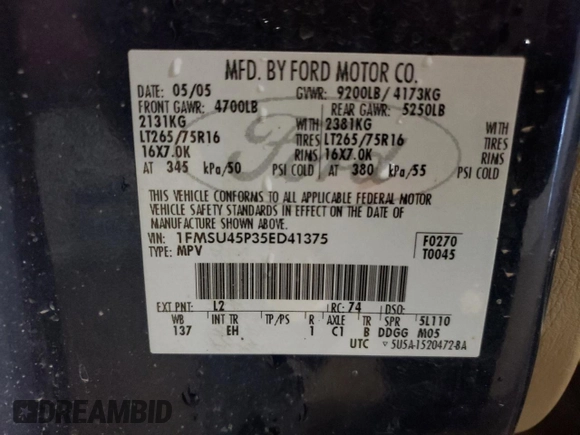 MFD. BY FORD MOTOR CO.
DATE: 05/05 GVWR: 9200LB/ 4173KG
FRONT GAWR: 4700LB REAR GAWR: 5250LB
2131KG WITH 2381KG WITH
LT265/75R16 TIRES LT265/75R16 TIRES
16X7.0K RIMS 16X7.0K RIMS
AT 345 kPa/50 PSI COLD AT 380 kPa/55 PSI COLD
THIS VEHICLE CONFORMS TO ALL APPLICABLE FEDERAL MOTOR
VEHICLE SAFETY STANDARDS IN EFFECT ON THE DATE OF
MANUFACTURE SHOWN ABOVE.
VIN: 1FMSU45P35ED41375 F0270
TYPE: MPV T0045
Ford
EXT PNT: L2 RC: 74 DSO:
WB INT TR TP/PS R AXLE TR SPR 5L110
137 EH 1 C1 B DDGG M05
UTC 5U5A-1520472-BA
DREAMBID